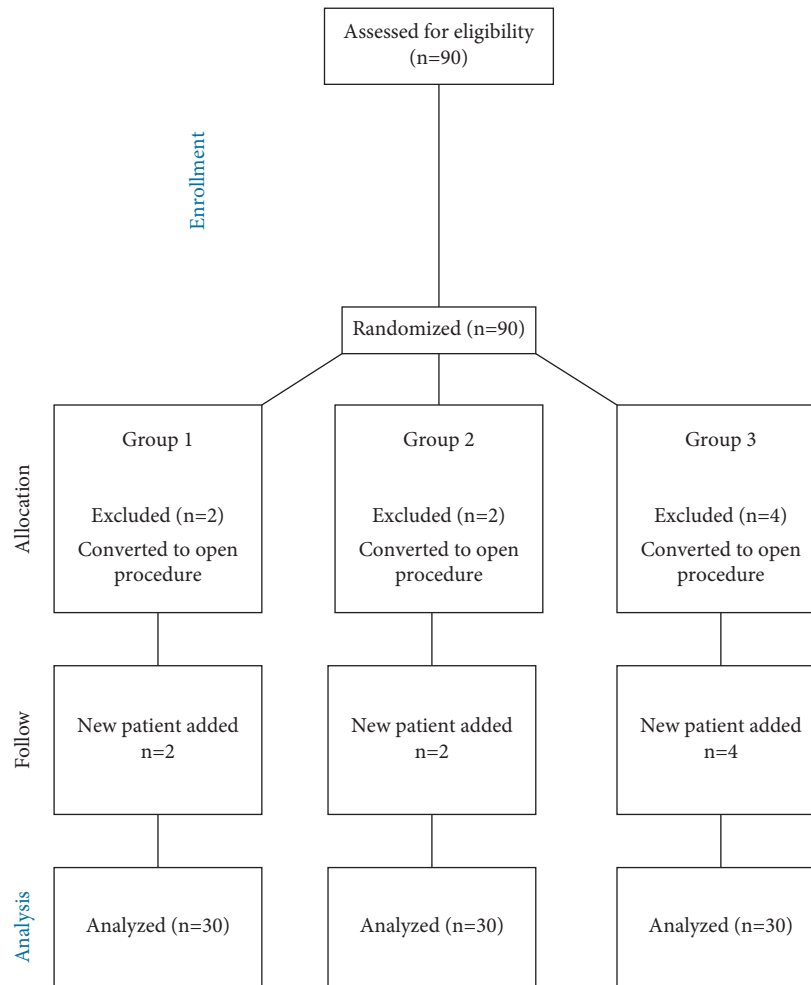 Assessed for eligibility
(n=90)
Enrollment
Randomized (n=90)
Allocation
Group 1
Excluded (n=2)
Converted to open
procedure
Group 2
Excluded (n=2)
Converted to open
procedure
Group 3
Excluded (n=4)
Converted to open
procedure
Follow
New patient added
n=2
New patient added
n=2
New patient added
n=4
Analysis
Analyzed (n=30)
Analyzed (n=30)
Analyzed (n=30)